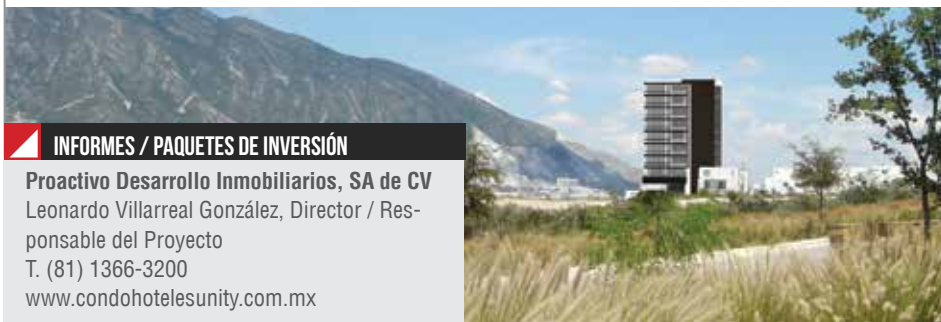 INFORMES / PAQUETES DE INVERSIÓN
Proactivo Desarrollo Inmobiliarios, SA de CV
Leonardo Villarreal González, Director / Res-
ponsable del Proyecto
T. (81) 1366-3200
www.condohotelesunity.com.mx